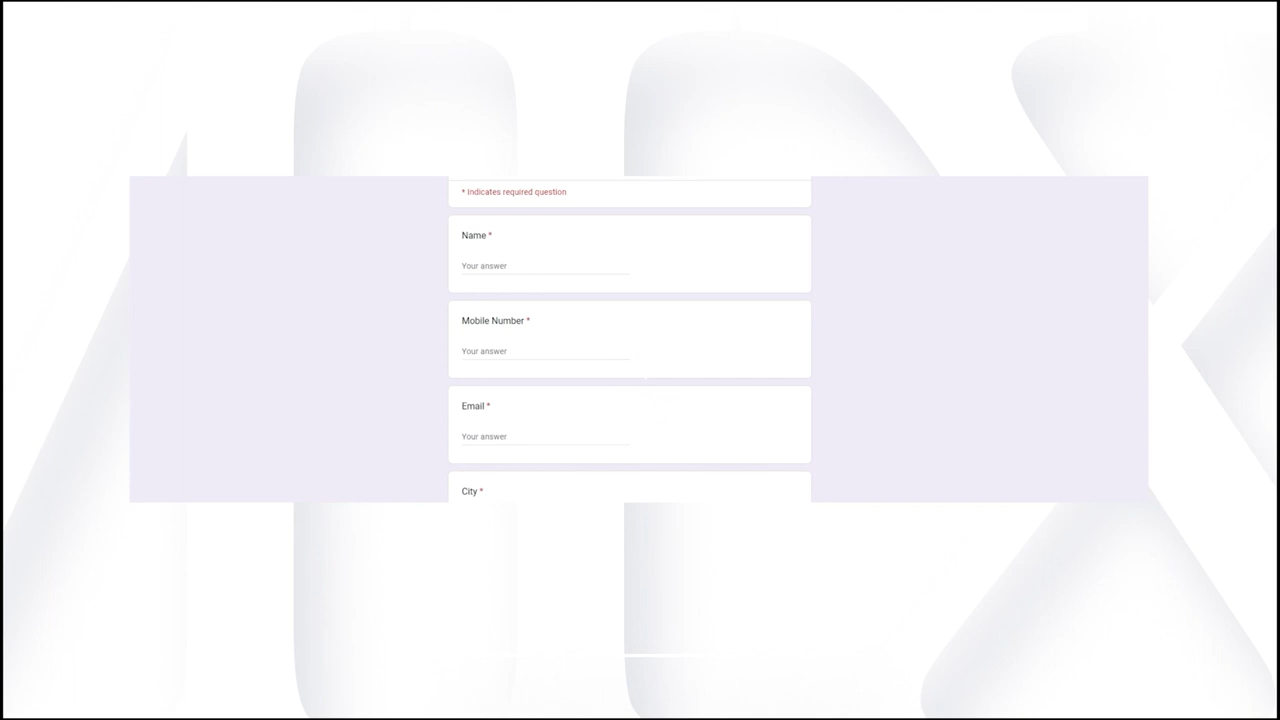 * Indicates required question
Name *
Your answer
Mobile Number *
Your answer
Email *
Your answer
City *